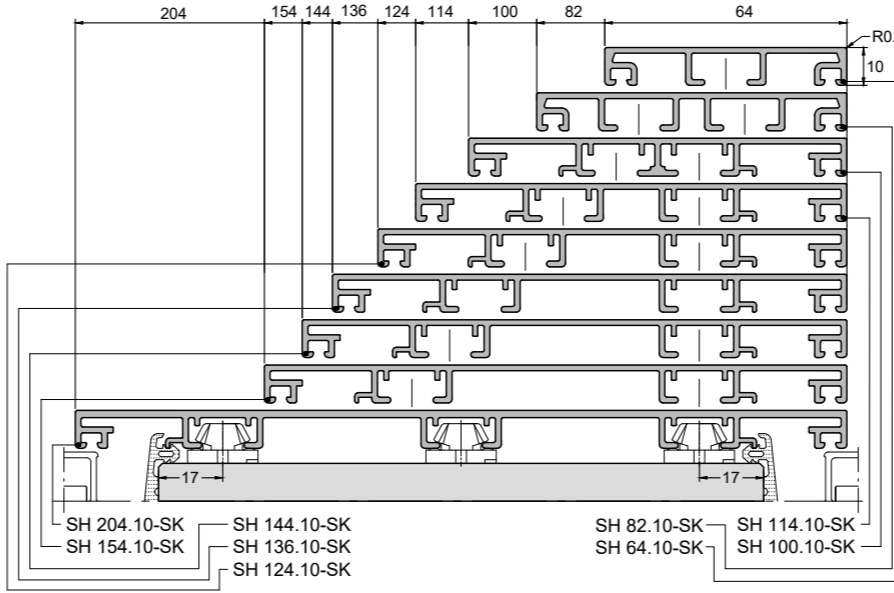 204 154 144 136 124 114 100 82 64
R0.
10
17 17
SH 204.10-SK SH 144.10-SK SH 82.10-SK SH 114.10-SK
SH 154.10-SK SH 136.10-SK SH 64.10-SK SH 100.10-SK
SH 124.10-SK